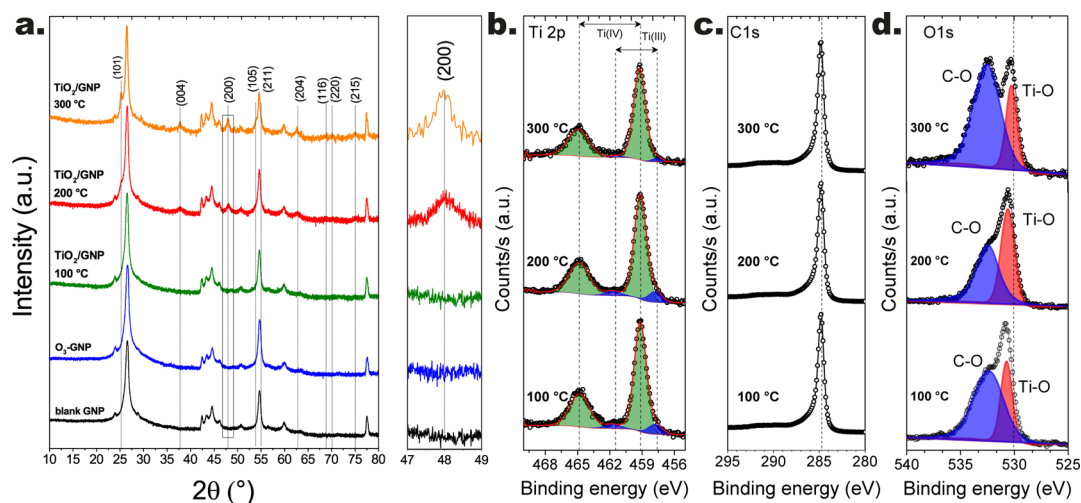 a.
Intensity (a.u.)
TiO2/GNP
300 °C
TiO2/GNP
200 °C
TiO2/GNP
100 °C
O3-GNP
blank GNP
(101)
(004)
(200)
(105)
(211)
(204)
(116)
(220)
(215)
10 15 20 25 30 35 40 45 50 55 60 65 70 75 80
2θ (°)
(200)
47 48 49
b.
Ti 2p
Ti(IV)
Ti(III)
300 °C
200 °C
100 °C
Counts/s (a.u.)
468 465 462 459 456
Binding energy (eV)
c.
C1s
300 °C
200 °C
100 °C
Counts/s (a.u.)
295 290 285 280
Binding energy (eV)
d.
O1s
C-O
Ti-O
300 °C
C-O
Ti-O
200 °C
C-O
Ti-O
100 °C
Counts/s (a.u.)
540 535 530 525
Binding energy (eV)